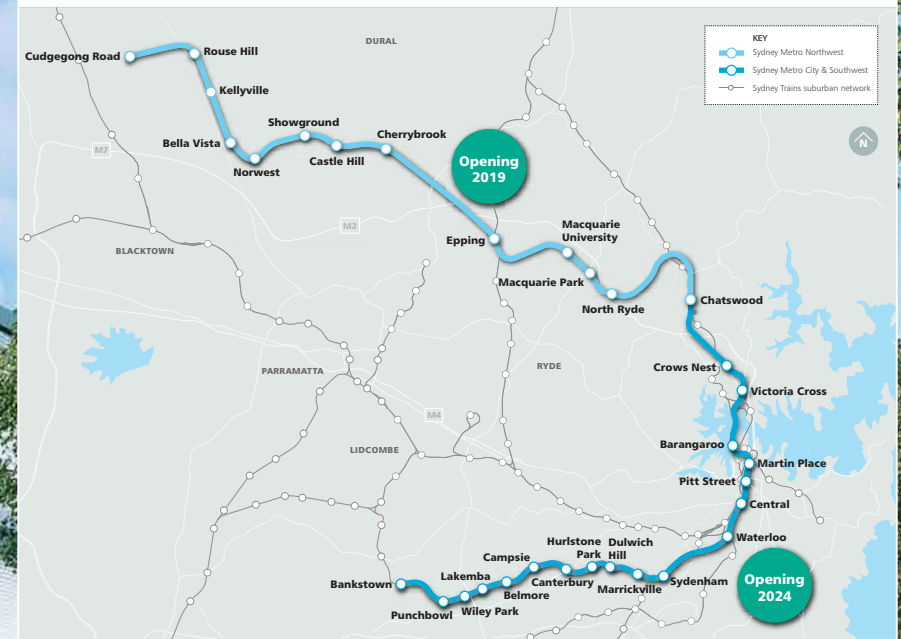 KEY
Sydney Metro Northwest
Sydney Metro City & Southwest
Sydney Trains suburban network
N
DURAL
Cudgegong Road
Rouse Hill
Kellyville
Bella Vista
Norwest
Showground
Castle Hill
Cherrybrook
Opening
2019
M7
M2
BLACKTOWN
Epping
Macquarie
University
Macquarie Park
North Ryde
Chatswood
PARRAMATTA
RYDE
Crows Nest
Victoria Cross
M4
LIDCOMBE
Barangaroo
Martin Place
Pitt Street
Central
Waterloo
Opening
2024
Sydenham
Marrickville
Dulwich
Hill
Hurlstone
Park
Canterbury
Campsie
Belmore
Lakemba
Wiley Park
Punchbowl
Bankstown